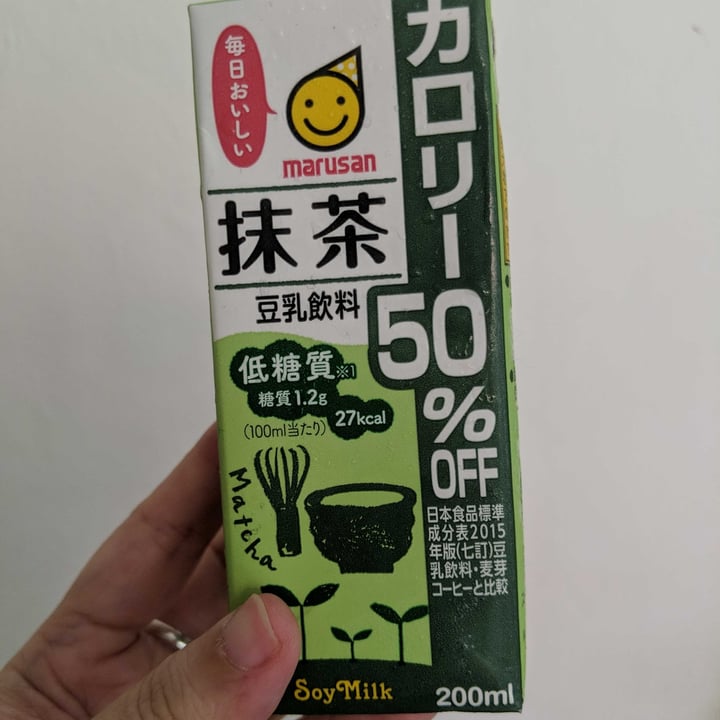 毎日おいしい
marusan
抹茶
豆乳飲料
低糖質※1
糖質1.2g
(100ml当たり)
27kcal
Matcha
Soy Milk
カロリー
50
%
OFF
日本食品標準
成分表2015
年版(七訂)豆
乳飲料・麦芽
コーヒーと比較
200ml